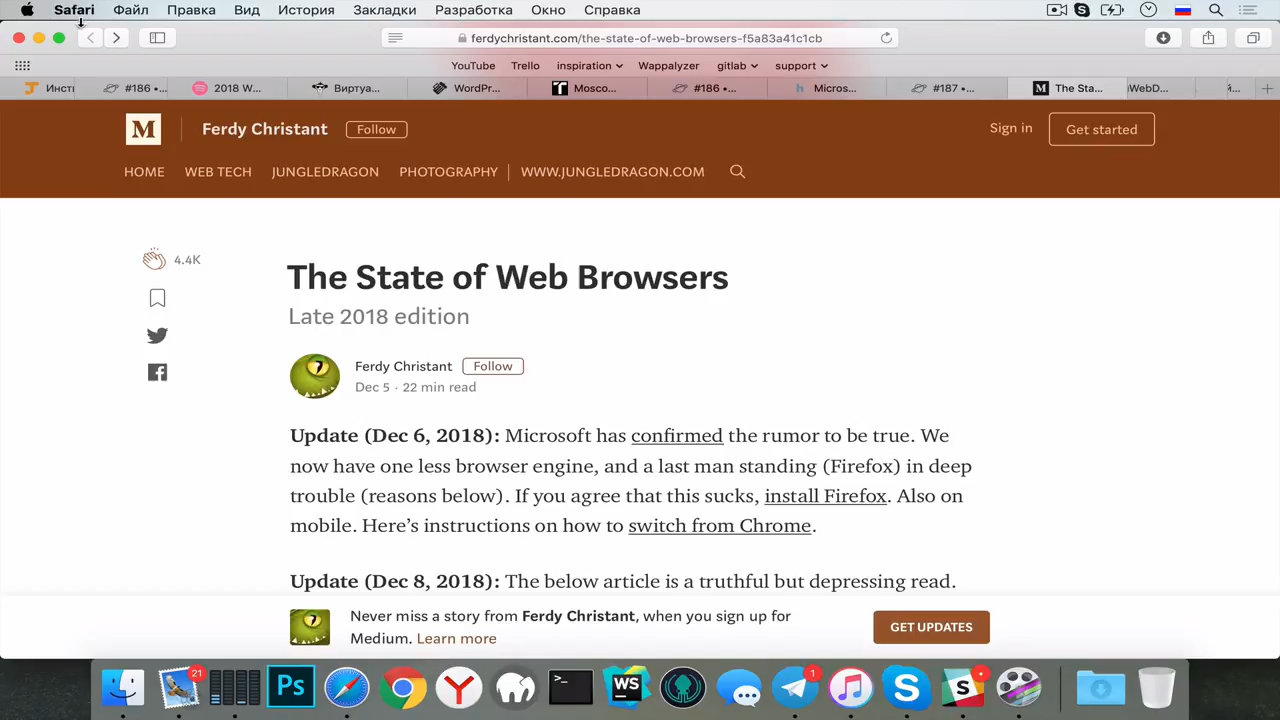 Safari Файл Правка Вид История Закладки Разработка Окно Справка
ferdychristant.com/the-state-of-web-browsers-f5a83a41c1cb
YouTube Trello inspiration Wappalyzer gitlab support
Инсти #186 •... 2018 W... Виртуа... WordPr... Mosco... #186 •... Micros... #187 •... The Sta... WebD...
M Ferdy Christant Follow Sign in Get started
HOME WEB TECH JUNGLEDRAGON PHOTOGRAPHY WWW.JUNGLEDRAGON.COM
4.4K
The State of Web Browsers
Late 2018 edition
Ferdy Christant Follow
Dec 5 · 22 min read
Update (Dec 6, 2018): Microsoft has confirmed the rumor to be true. We
now have one less browser engine, and a last man standing (Firefox) in deep
trouble (reasons below). If you agree that this sucks, install Firefox. Also on
mobile. Here’s instructions on how to switch from Chrome.
Update (Dec 8, 2018): The below article is a truthful but depressing read.
Never miss a story from Ferdy Christant, when you sign up for
Medium. Learn more
GET UPDATES
21 Ps WS 1